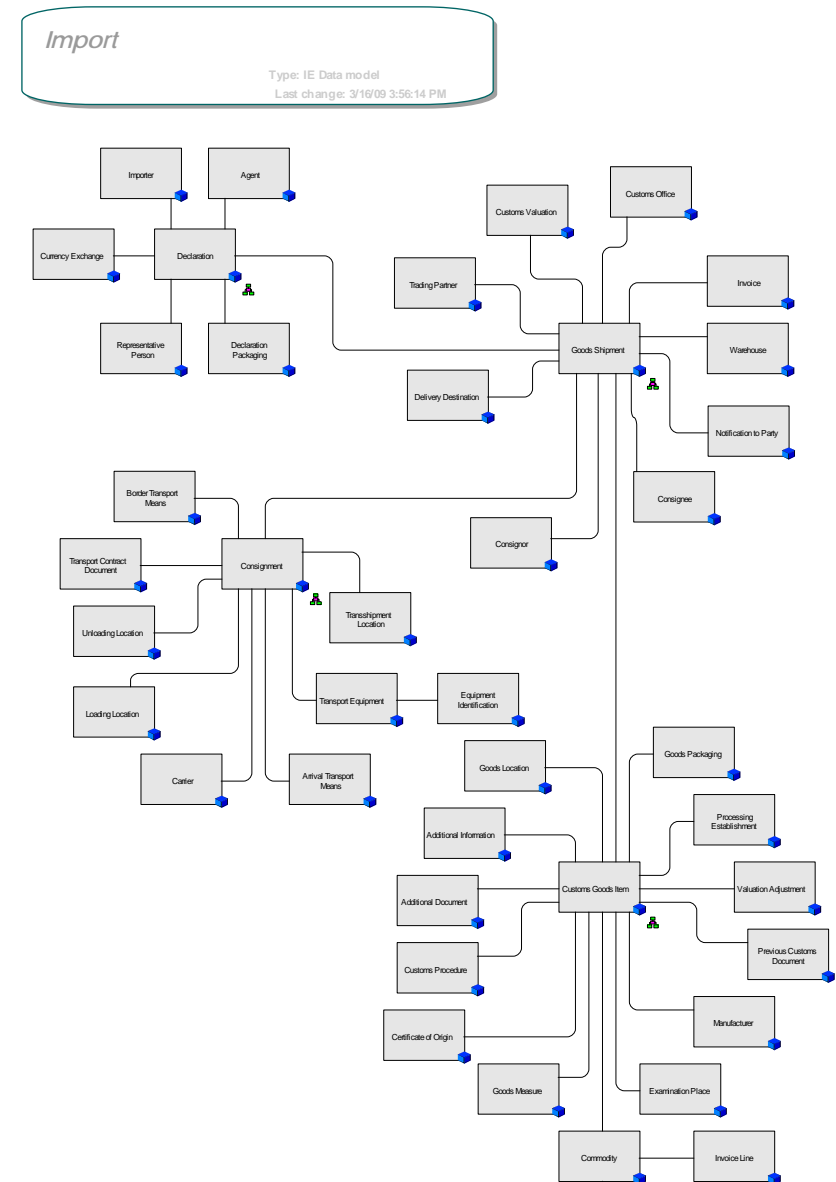 Import
Type: IE Data model
Last change: 3/16/09 3:56:14 PM
Importer
Agent
Currency Exchange
Declaration
Representative
Person
Declaration
Packaging
Customs Valuation
Customs Office
Trading Partner
Invoice
Goods Shipment
Warehouse
Delivery Destination
Notification to Party
Consignee
Consignor
Border Transport
Means
Transport Contract
Document
Consignment
Unloading Location
Transshipment
Location
Loading Location
Transport Equipment
Equipment
Identification
Carrier
Arrival Transport
Means
Goods Location
Goods Packaging
Additional Information
Processing
Establishment
Additional Document
Customs Goods Item
Valuation Adjustment
Customs Procedure
Previous Customs
Document
Certificate of Origin
Manufacturer
Goods Measure
Examination Place
Commodity
Invoice Line